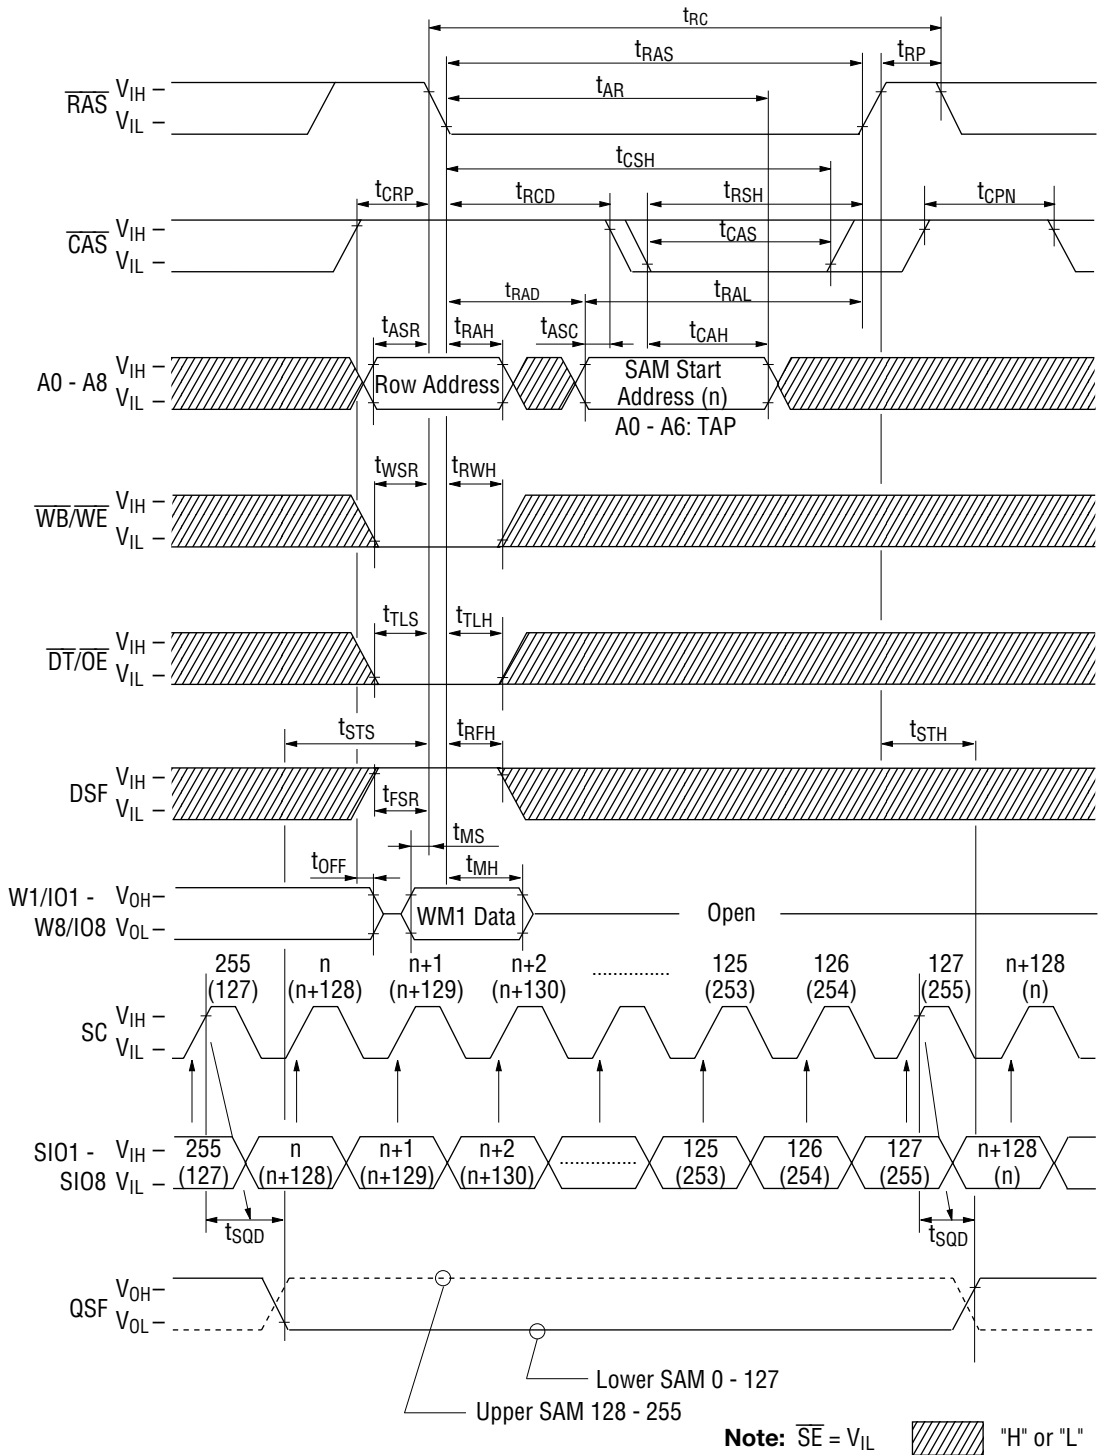 tRC
tRAS
tRP
tAR
RAS VIH
VIL
tCSH
tCRP tRCD tRSH tCPN
CAS VIH
VIL
tCAS
tRAD tRAL
tASR tRAH tASC tCAH
A0 - A8 VIH
VIL
Row Address
SAM Start
Address (n)
A0 - A6: TAP
tWSR tRWH
WB/WE VIH
VIL
tTLS tTLH
DT/OE VIH
VIL
tSTS tRFH tSTH
DSF VIH
VIL
tFSR
tMS
tOFF tMH
W1/IO1 - VOH
W8/IO8 VOL
WM1 Data
Open
255 n n+1 n+2 .............. 125 126 127 n+128
(127) (n+128) (n+129) (n+130) (253) (254) (255) (n)
SC VIH
VIL
SIO1 - VIH
SIO8 VIL
255 n n+1 n+2 .............. 125 126 127 n+128
(127) (n+128) (n+129) (n+130) (253) (254) (255) (n)
tSQD tSQD
QSF VOH
VOL
Lower SAM 0 - 127
Upper SAM 128 - 255
Note: SE = VIL "H" or "L"